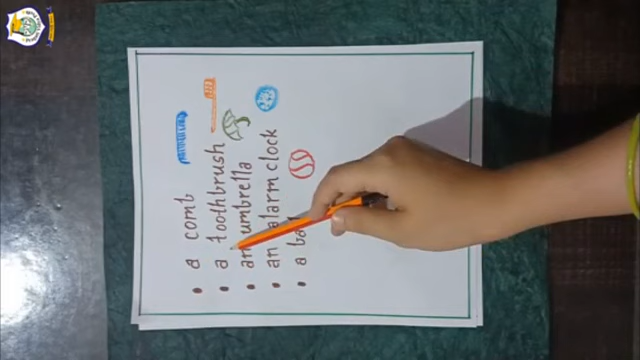 • a comb
• a toothbrush
• an umbrella
• an alarm clock
• a